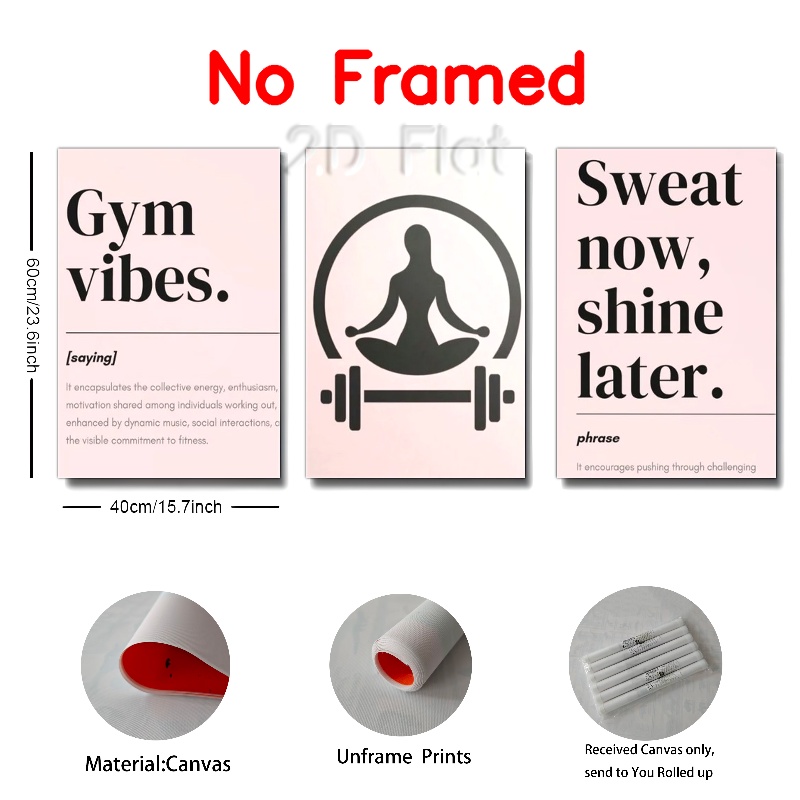 No Framed
2D Flat
60cm/23.6inch
Gym
vibes.
[saying]
It encapsulates the collective energy, enthusiasm,
motivation shared among individuals working out,
enhanced by dynamic music, social interactions, a
the visible commitment to fitness.
Sweat
now,
shine
later.
phrase
It encourages pushing through challenging
40cm/15.7inch
Material:Canvas
Unframe Prints
Received Canvas only,
send to You Rolled up